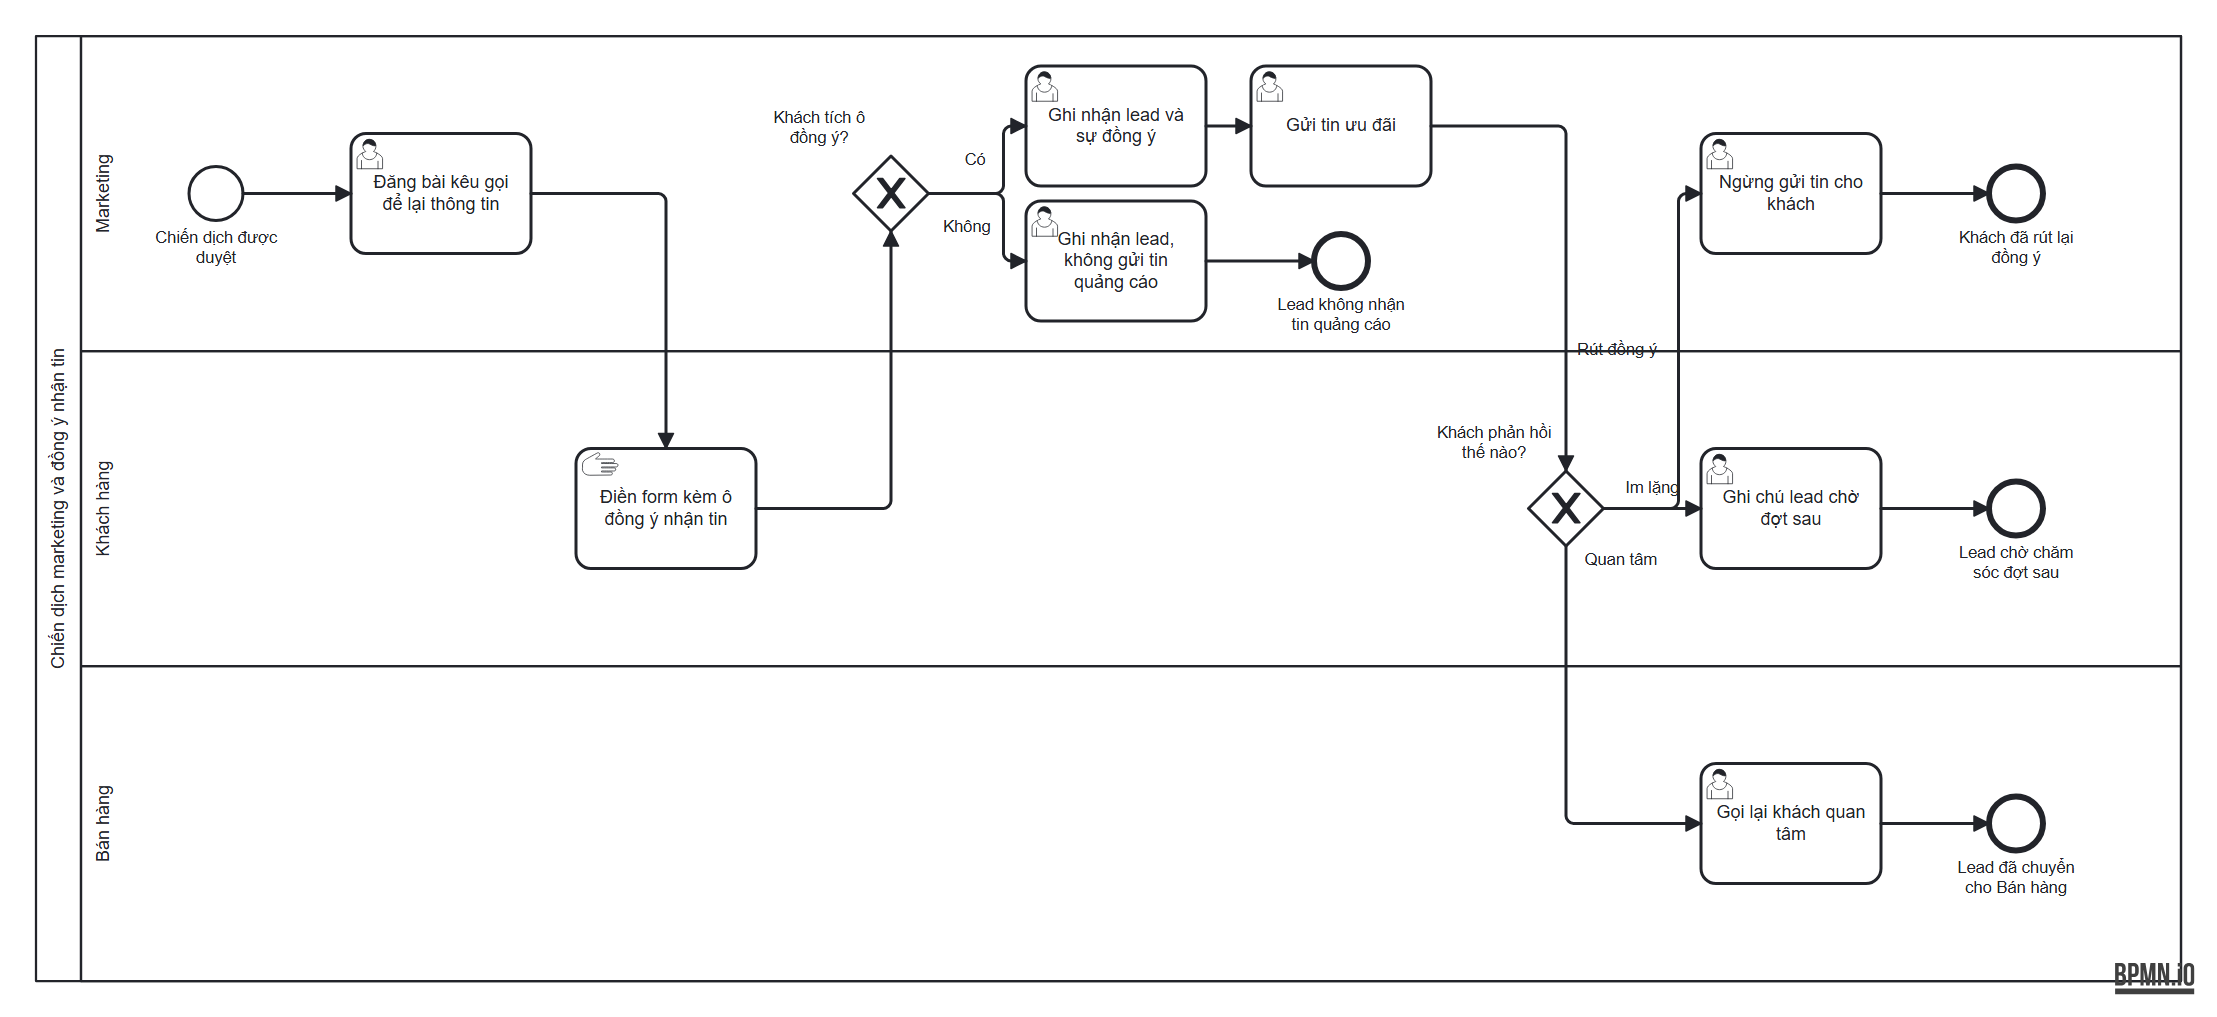 Chiến dịch marketing và đồng ý nhận tin
Marketing
Chiến dịch được
duyệt
Đăng bài kêu gọi
để lại thông tin
Khách tích ô
đồng ý?
Có
Không
Ghi nhận lead và
sự đồng ý
Gửi tin ưu đãi
Ghi nhận lead,
không gửi tin
quảng cáo
Lead không nhận
tin quảng cáo
Ngừng gửi tin cho
khách
Khách đã rút lại
đồng ý
Rút đồng ý
Khách hàng
Điền form kèm ô
đồng ý nhận tin
Khách phản hồi
thế nào?
Im lặng
Quan tâm
Ghi chú lead chờ
đợt sau
Lead chờ chăm
sóc đợt sau
Bán hàng
Gọi lại khách quan
tâm
Lead đã chuyển
cho Bán hàng
BPMN.iO